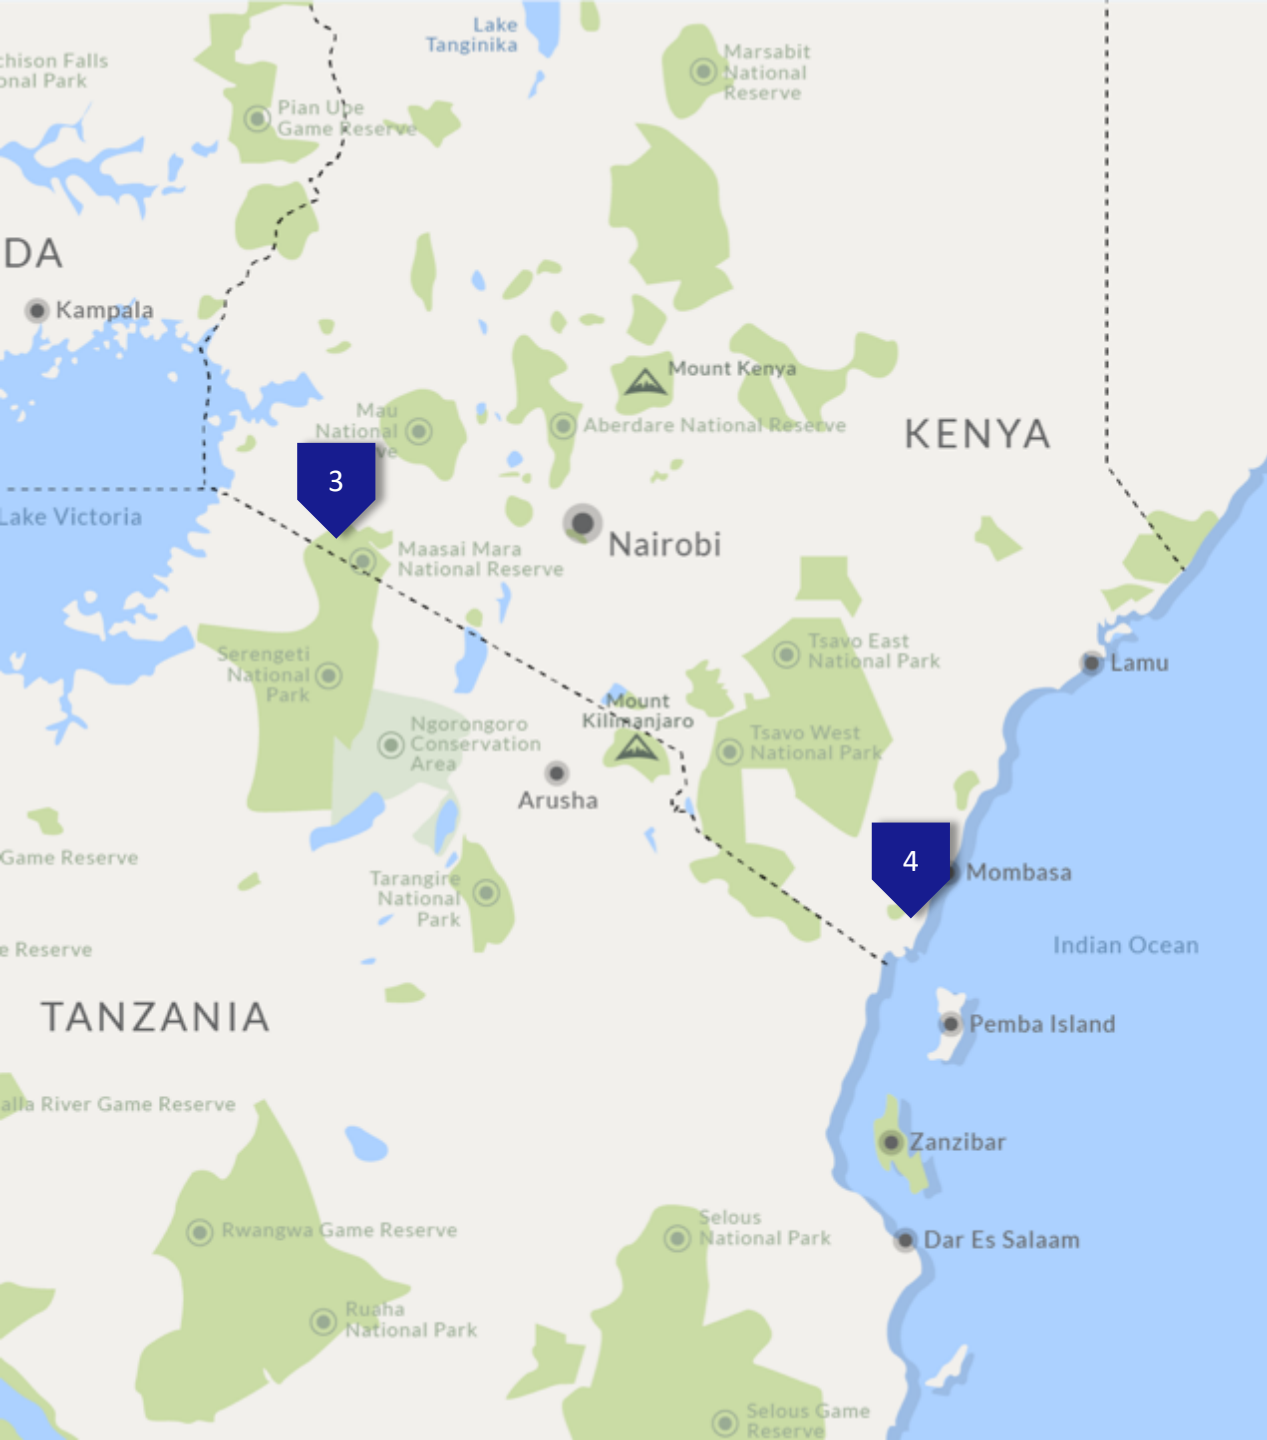 Lake
Tanginika
Marsabit
National
Reserve
chison Falls
onal Park
Pian Upe
Game Reserve
DA
Kampala
Mount Kenya
Mau
National
ve
Aberdare National Reserve
KENYA
3
Lake Victoria
Nairobi
Maasai Mara
National Reserve
Serengeti
National
Park
Tsavo East
National Park
Lamu
Mount
Kilimanjaro
Ngorongoro
Conservation
Area
Tsavo West
National Park
Arusha
4
Game Reserve
Mombasa
Tarangire
National
Park
e Reserve
Indian Ocean
TANZANIA
Pemba Island
alla River Game Reserve
Zanzibar
Rwangwa Game Reserve
Selous
National Park
Dar Es Salaam
Ruaha
National Park
Selous Game
Reserve